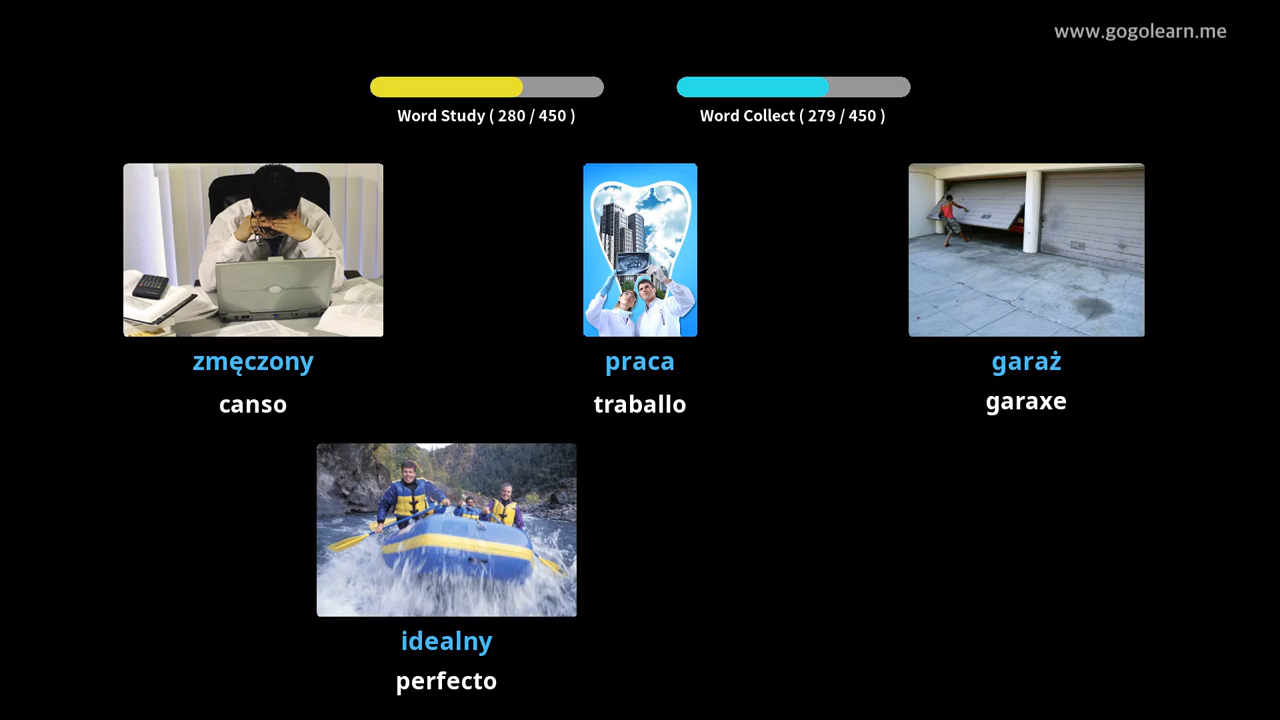 www.gogolearn.me
Word Study ( 280 / 450 )
Word Collect ( 279 / 450 )
zmęczony
praca
garaż
canso
traballo
garaxe
idealny
perfecto